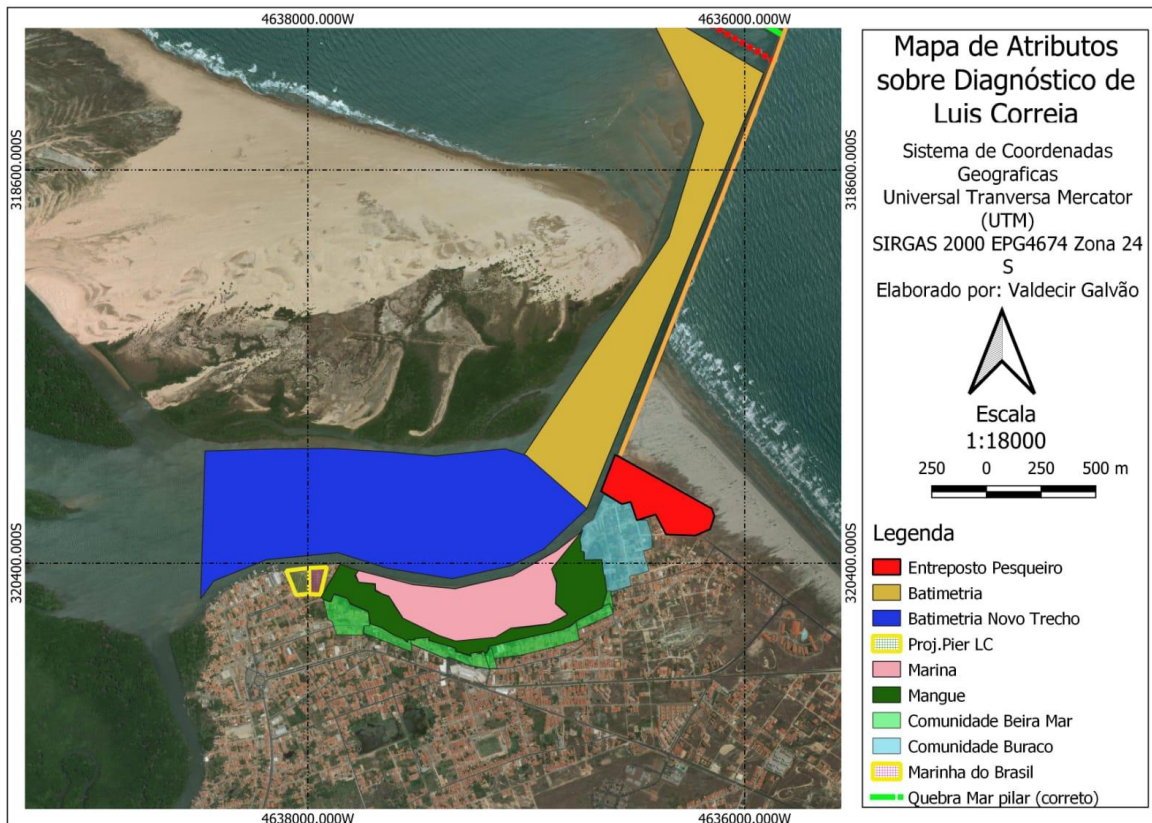 4638000.000W
4636000.000W
318600.000S
318600.000S
320400.000S
320400.000S
4638000.000W
4636000.000W
Mapa de Atributos
sobre Diagnóstico de
Luis Correia
Sistema de Coordenadas
Geograficas
Universal Tranversa Mercator
(UTM)
SIRGAS 2000 EPG4674 Zona 24
S
Elaborado por: Valdecir Galvão
Escala
1:18000
250 0 250 500 m
Legenda
Entreposto Pesqueiro
Batimetria
Batimetria Novo Trecho
Proj.Pier LC
Marina
Mangue
Comunidade Beira Mar
Comunidade Buraco
Marinha do Brasil
Quebra Mar pilar (correto)